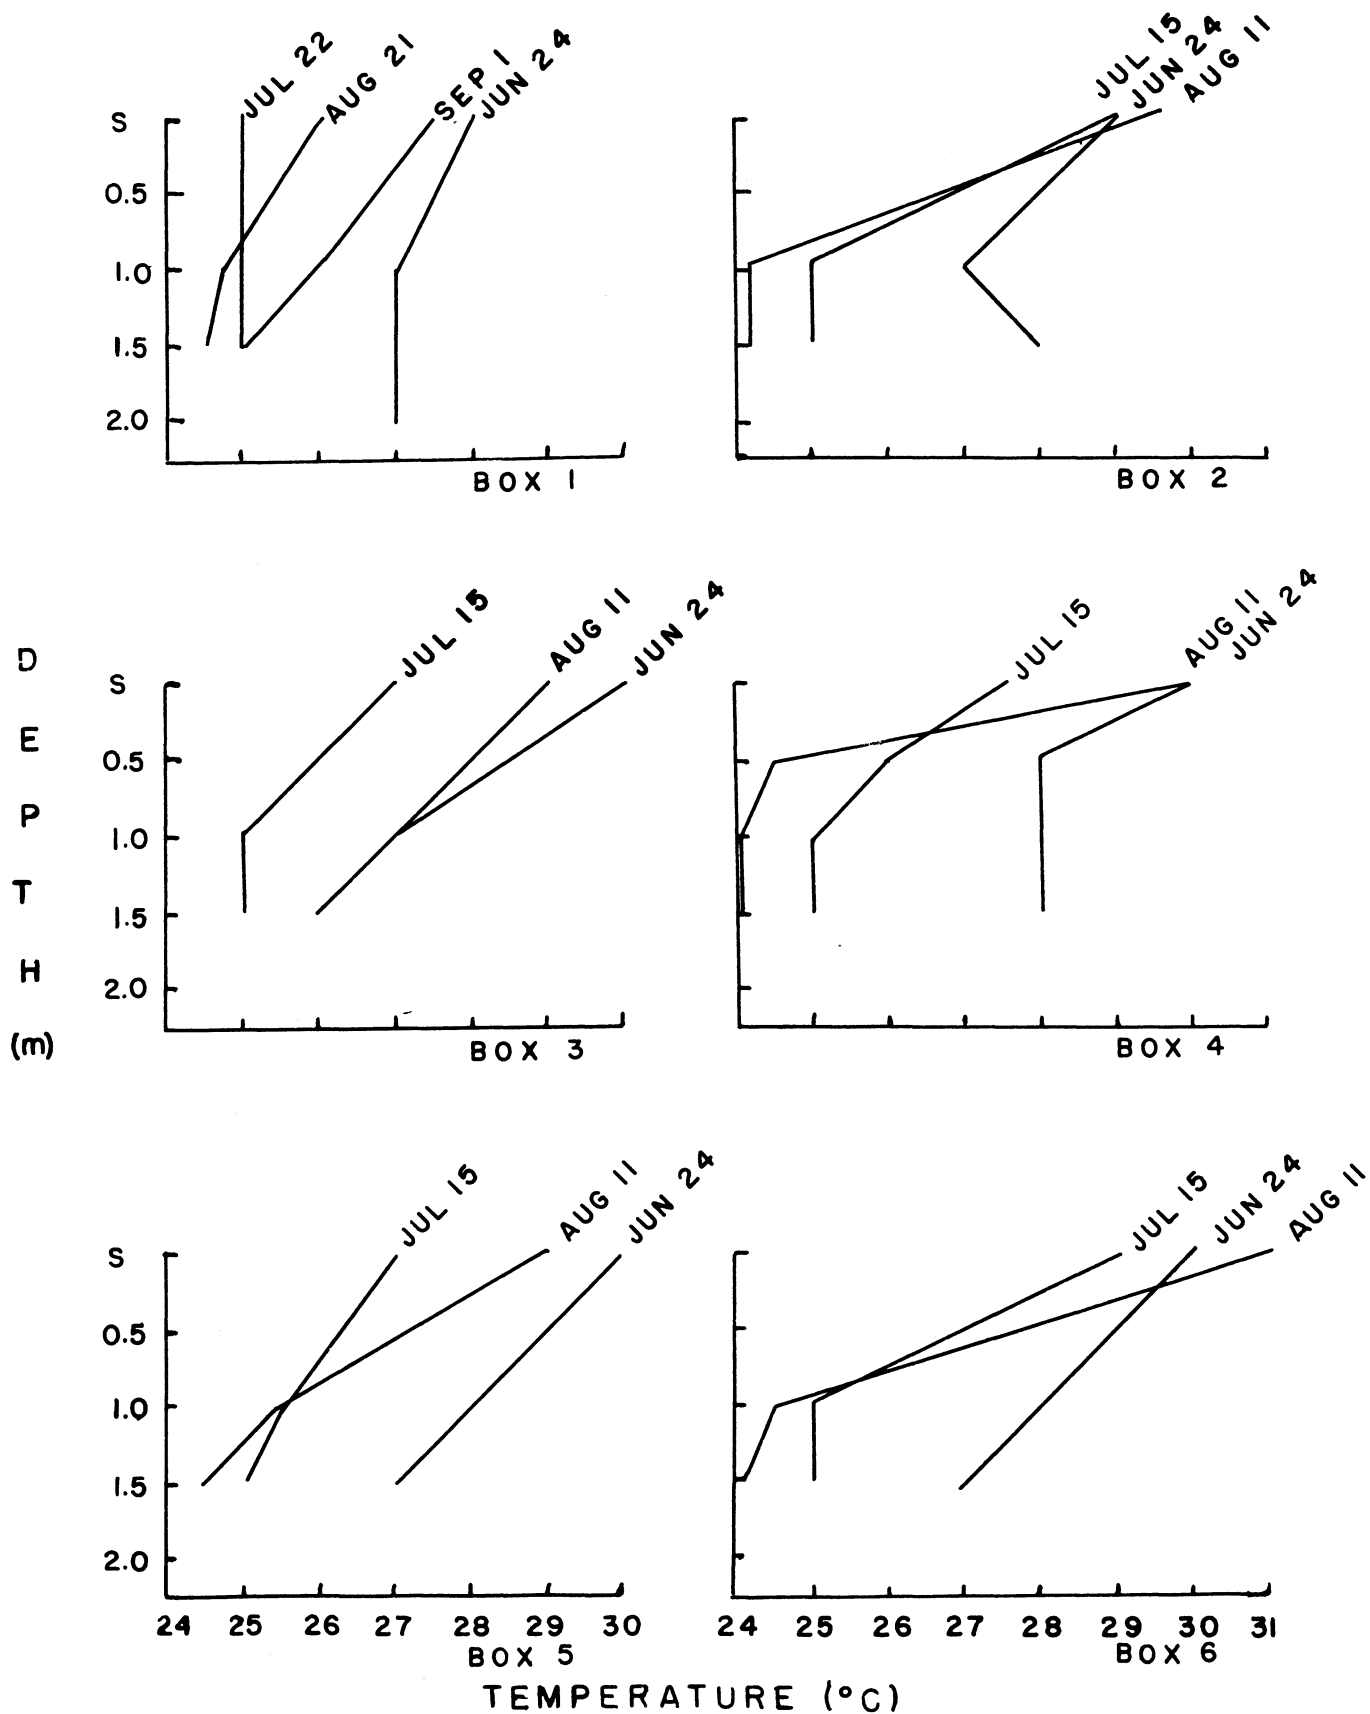 JUL 22
AUG 21
SEP 1
JUN 24
S
0.5
1.0
1.5
2.0
BOX 1
JUL 15
JUN 24
AUG 11
BOX 2
DEPTH
(m)
JUL 15
AUG 11
JUN 24
S
0.5
1.0
1.5
2.0
BOX 3
JUL 15
AUG 11
JUN 24
BOX 4
JUL 15
AUG 11
JUN 24
S
0.5
1.0
1.5
2.0
24 25 26 27 28 29 30
BOX 5
JUL 15
JUN 24
AUG 11
24 25 26 27 28 29 30 31
BOX 6
TEMPERATURE (°C)